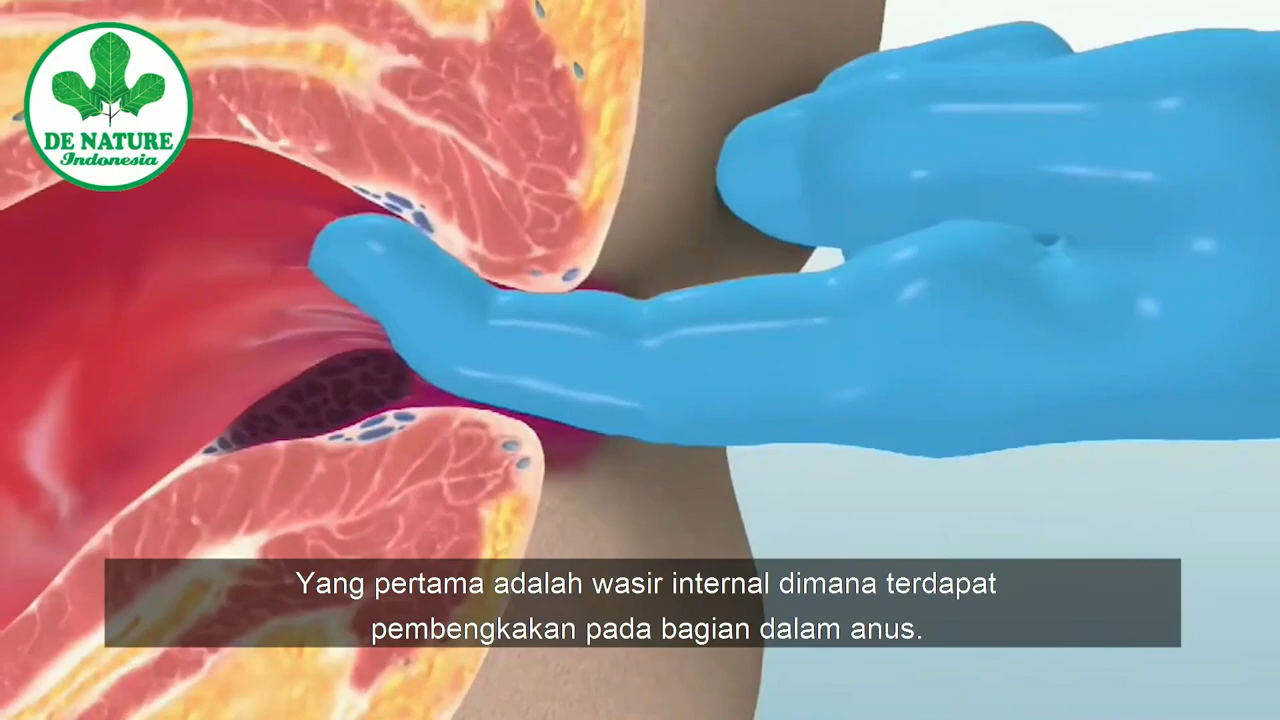 DE NATURE
Indonesia
Yang pertama adalah wasir internal dimana terdapat
pembengkakan pada bagian dalam anus.